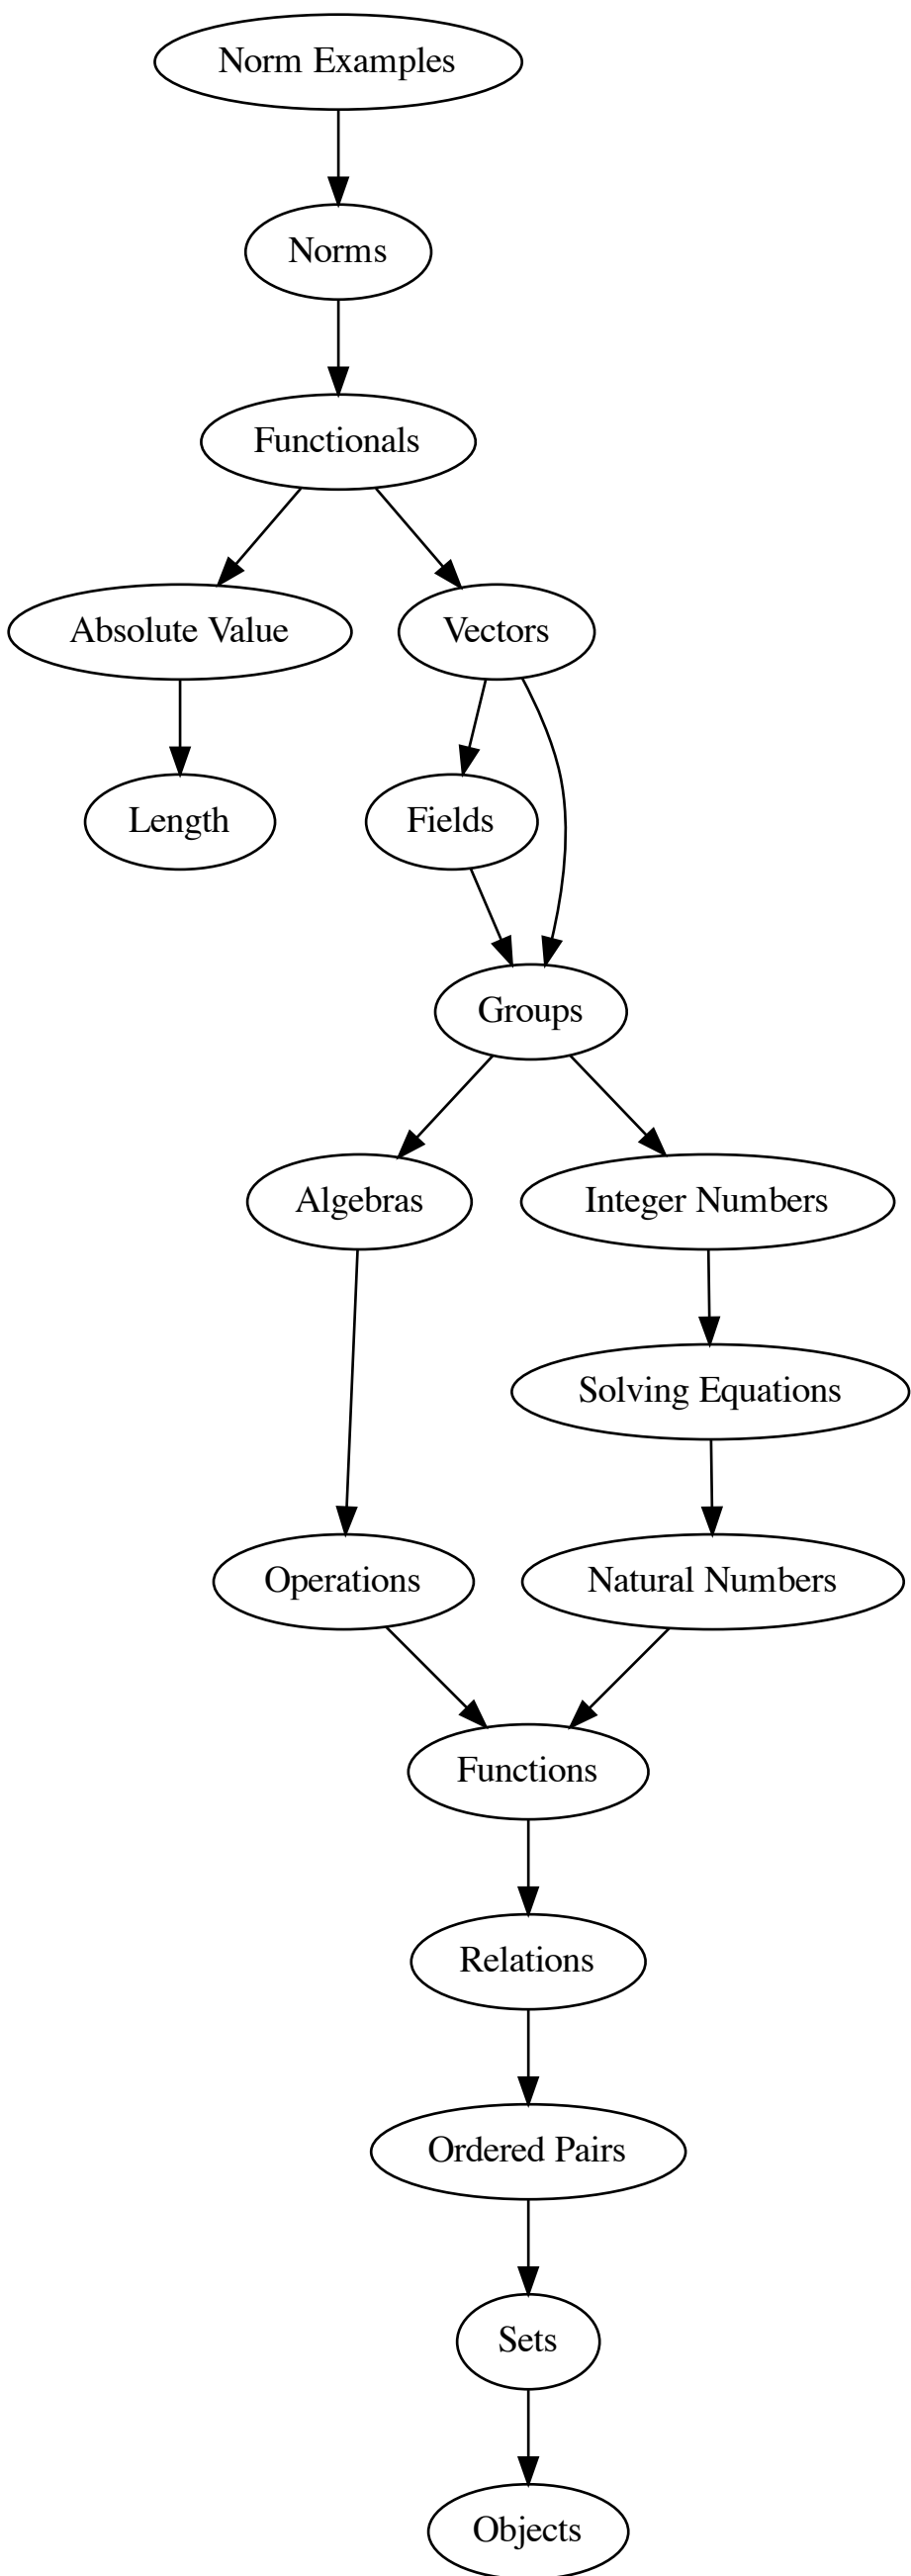 Norm Examples
Norms
Functionals
Absolute Value
Vectors
Length
Fields
Groups
Algebras
Integer Numbers
Solving Equations
Operations
Natural Numbers
Functions
Relations
Ordered Pairs
Sets
Objects